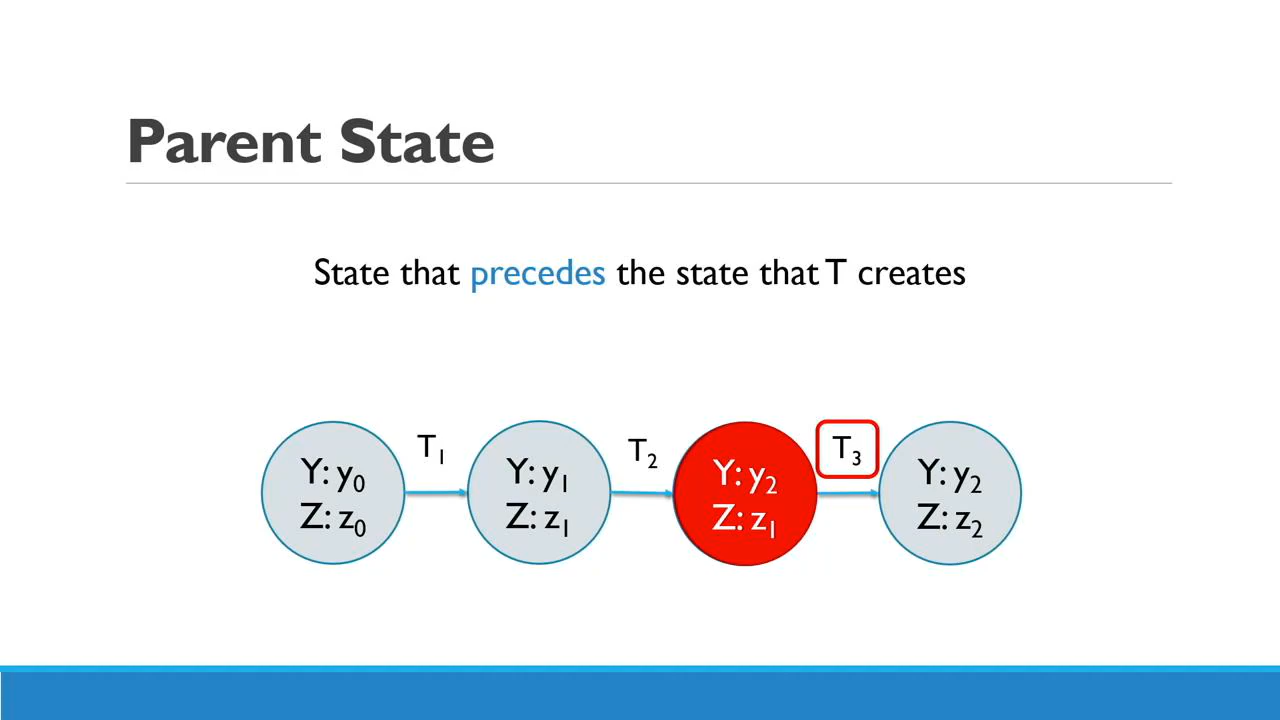 Parent State
State that precedes the state that T creates
T₁
T₂
T₃
Y: y₀
Z: z₀
Y: y₁
Z: z₁
Y: y₂
Z: z₁
Y: y₂
Z: z₂